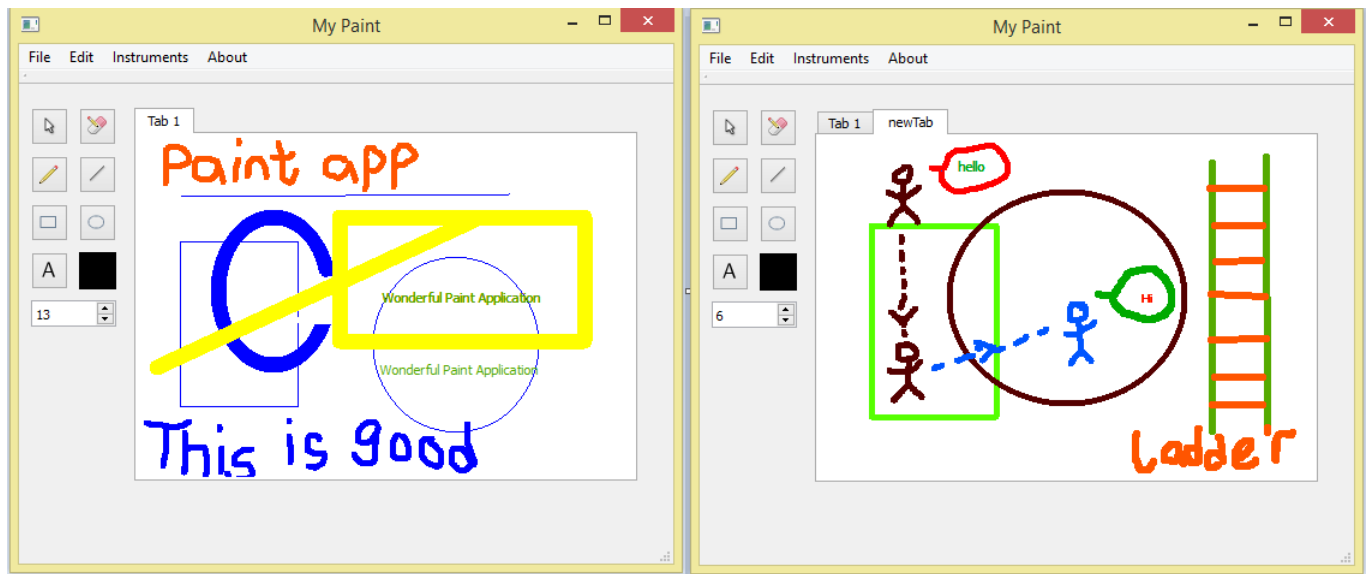 My Paint
File Edit Instruments About
Tab 1
Paint app
A
13
Wonderful Paint Application
Wonderful Paint Application
This is good
My Paint
File Edit Instruments About
Tab 1 newTab
hello
A
6
Hi
Ladder